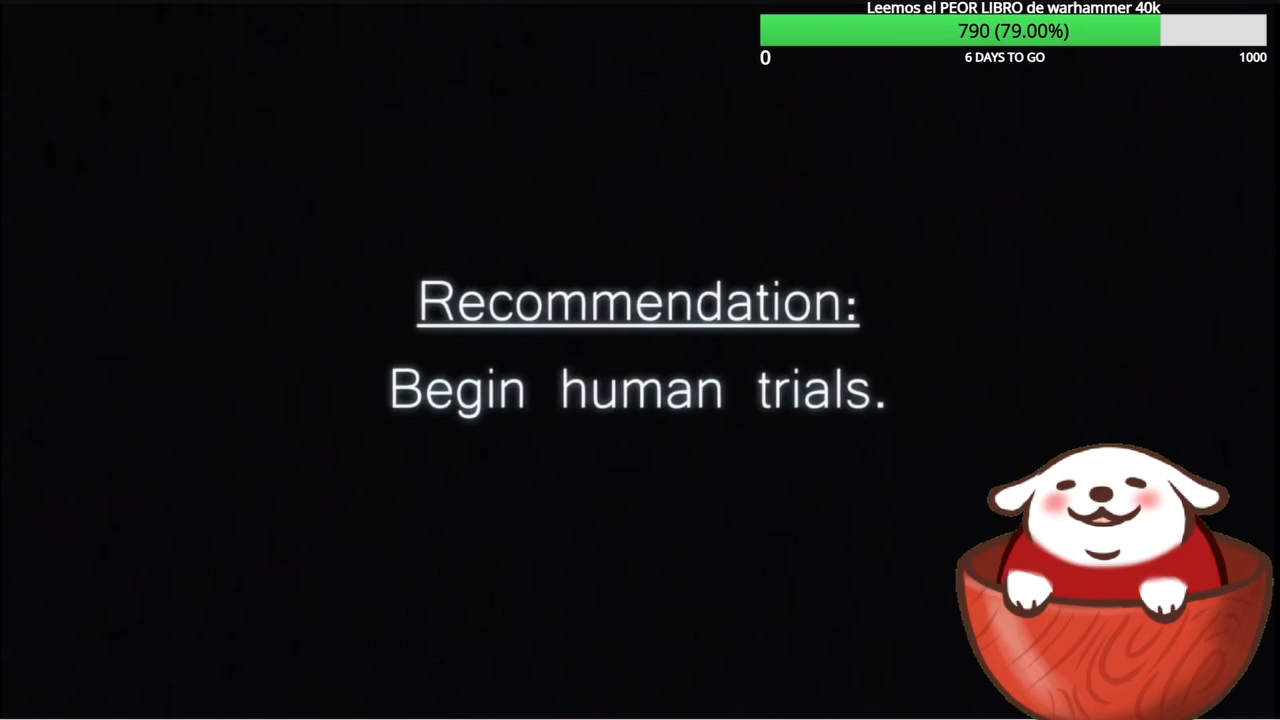 Leemos el PEOR LIBRO de warhammer 40k
790 (79.00%)
0 6 DAYS TO GO 1000
Recommendation:
Begin human trials.